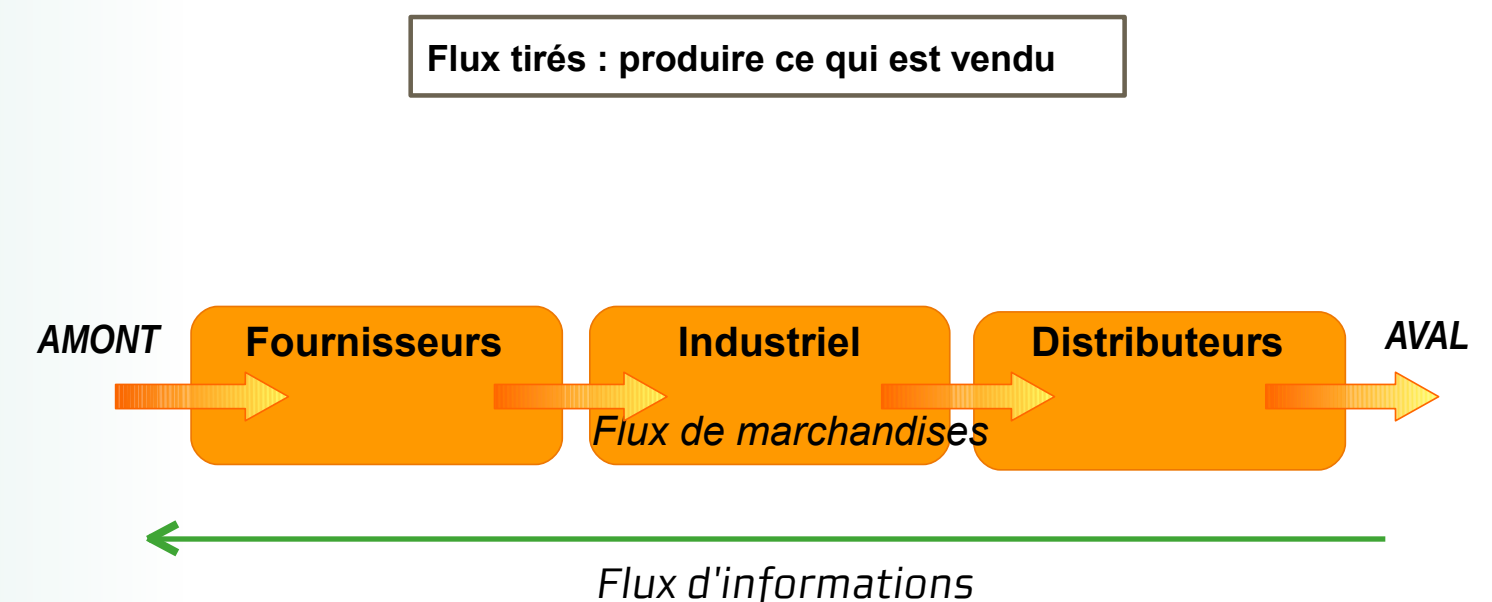 Flux tirés : produire ce qui est vendu
AMONT
Fournisseurs
Industriel
Distributeurs
AVAL
Flux de marchandises
Flux d'informations